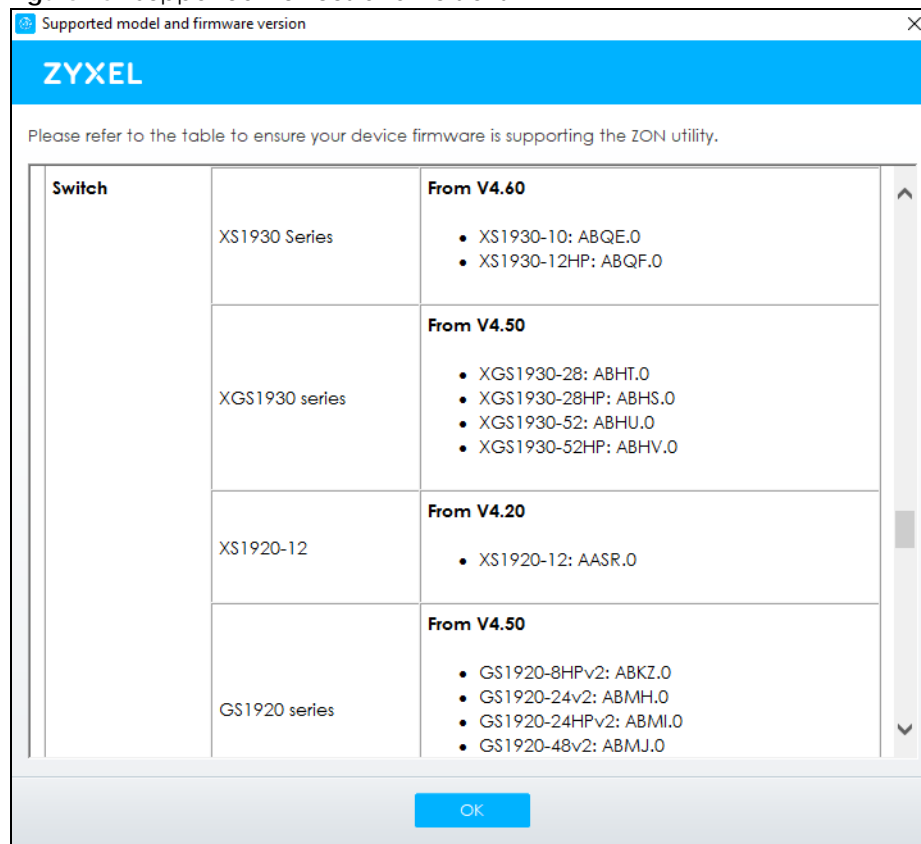 Supported model and firmware version
ZYXEL
Please refer to the table to ensure your device firmware is supporting the ZON utility.
Switch
XS1930 Series
From V4.60
• XS1930-10: ABQE.0
• XS1930-12HP: ABQF.0
XGS1930 series
From V4.50
• XGS1930-28: ABHT.0
• XGS1930-28HP: ABHS.0
• XGS1930-52: ABHU.0
• XGS1930-52HP: ABHV.0
XS1920-12
From V4.20
• XS1920-12: AASR.0
GS1920 series
From V4.50
• GS1920-8HPv2: ABKZ.0
• GS1920-24v2: ABMH.0
• GS1920-24HPv2: ABMI.0
• GS1920-48v2: ABMJ.0
OK